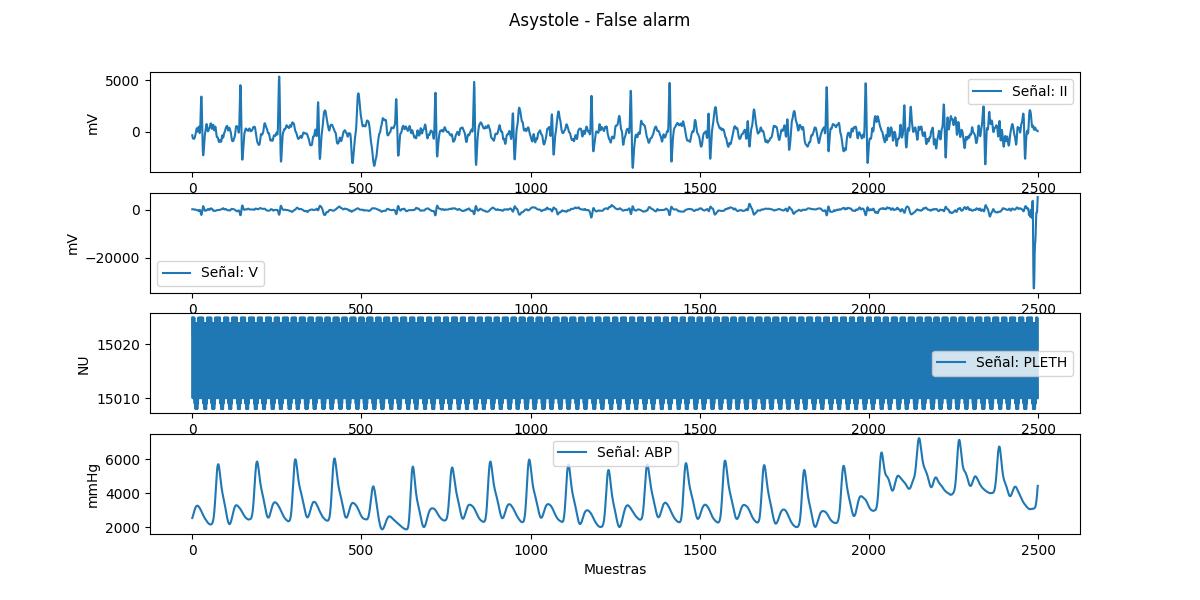 Asystole - False alarm
5000
0
mV
Señal: II
0 500 1000 1500 2000 2500
0
−20000
mV
Señal: V
0 500 1000 1500 2000 2500
15020
15010
NU
Señal: PLETH
0 500 1000 1500 2000 2500
6000
4000
2000
mmHg
Señal: ABP
0 500 1000 1500 2000 2500
Muestras